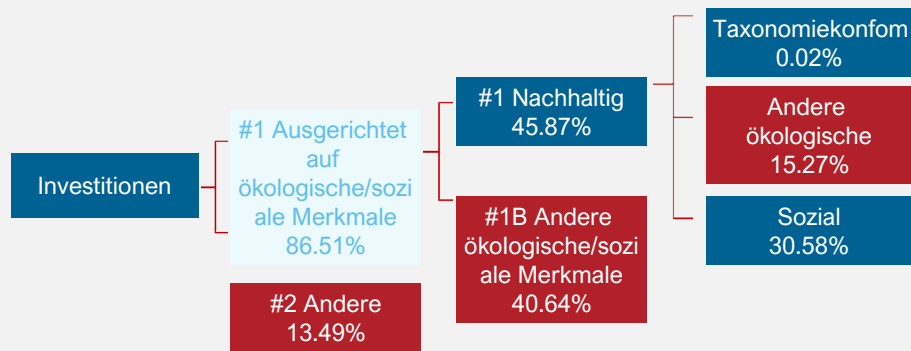 Investitionen
#1 Ausgerichtet
auf
ökologische/sozi
ale Merkmale
86.51%
#2 Andere
13.49%
#1 Nachhaltig
45.87%
#1B Andere
ökologische/sozi
ale Merkmale
40.64%
Taxonomiekonfom
0.02%
Andere
ökologische
15.27%
Sozial
30.58%